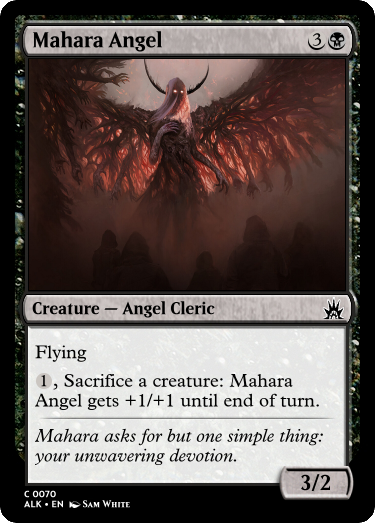 Mahara Angel 3
Creature — Angel Cleric
Flying
1, Sacrifice a creature: Mahara
Angel gets +1/+1 until end of turn.
Mahara asks for but one simple thing:
your unwavering devotion.
3/2
C 0070
ALK • EN Sam White